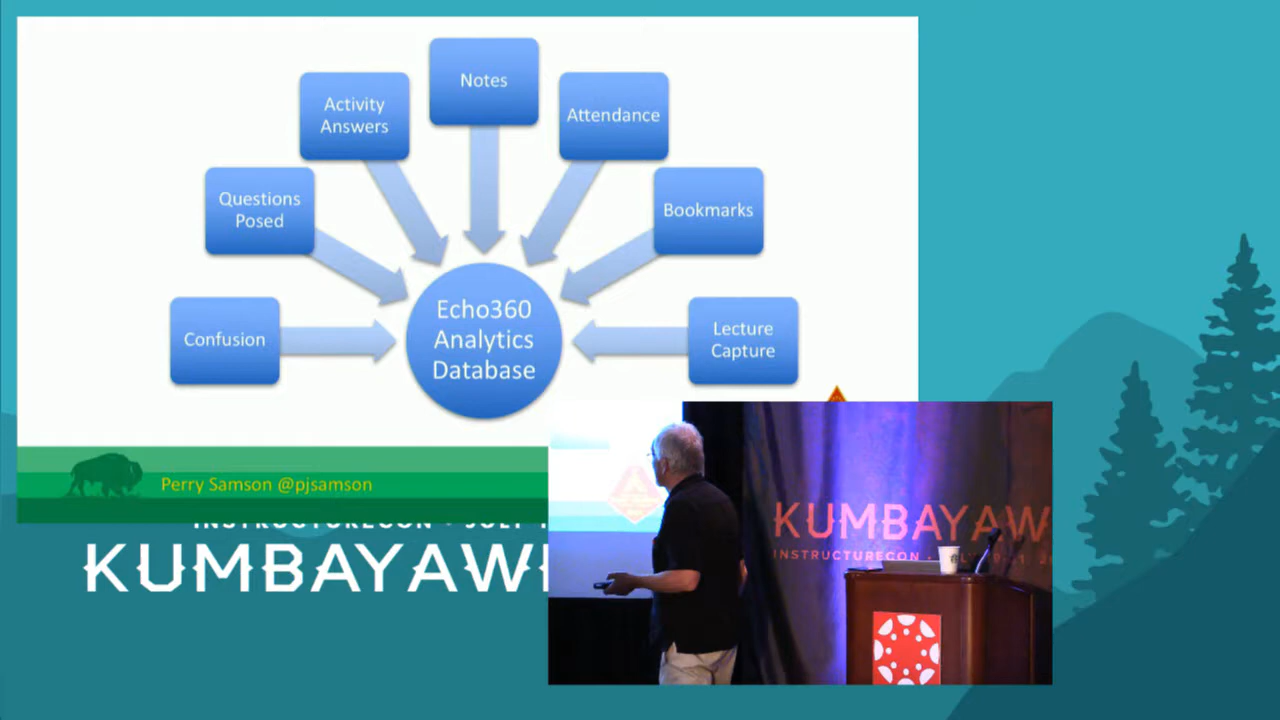 Notes
Activity
Answers
Attendance
Questions
Posed
Bookmarks
Confusion
Echo360
Analytics
Database
Lecture
Capture
Perry Samson @pjsamson
INSTRUCTURECON
KUMBAYAW
KUMBAYAW
INSTRUCTURECON